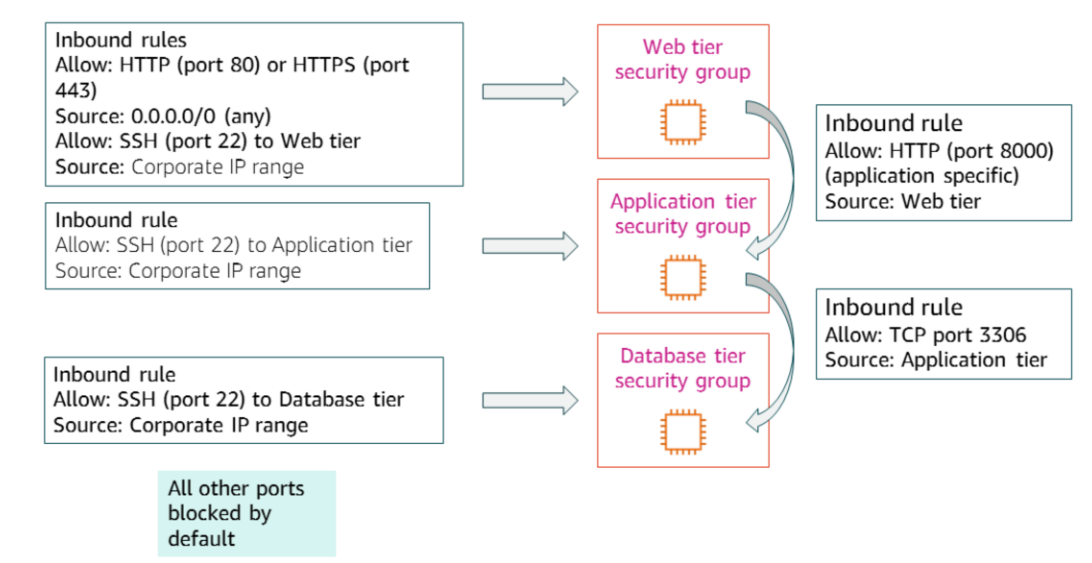 Inbound rules
Allow: HTTP (port 80) or HTTPS (port
443)
Source: 0.0.0.0/0 (any)
Allow: SSH (port 22) to Web tier
Source: Corporate IP range
Web tier
security group
Inbound rule
Allow: HTTP (port 8000)
(application specific)
Source: Web tier
Inbound rule
Allow: SSH (port 22) to Application tier
Source: Corporate IP range
Application tier
security group
Inbound rule
Allow: TCP port 3306
Source: Application tier
Inbound rule
Allow: SSH (port 22) to Database tier
Source: Corporate IP range
Database tier
security group
All other ports
blocked by
default